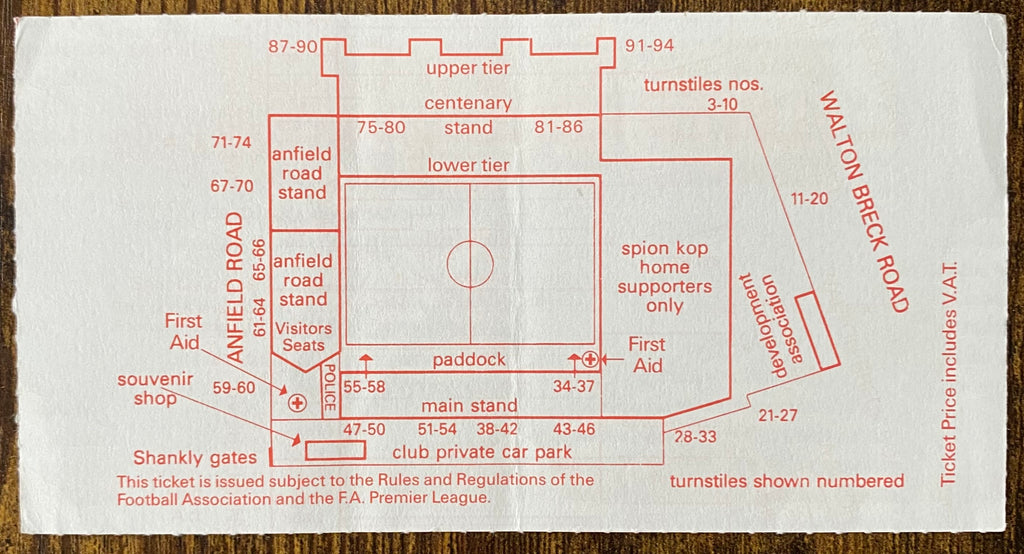 87-90
91-94
upper tier
turnstiles nos.
3-10
centenary
stand
75-80
81-86
WALTON BRECK ROAD
71-74
anfield
road
stand
lower tier
67-70
11-20
ANFIELD ROAD
65-66
61-64
anfield
road
stand
Visitors
Seats
spion kop
home
supporters
only
development
association
First
Aid
paddock
First
Aid
souvenir
shop
59-60
POLICE
55-58
34-37
main stand
47-50
51-54
38-42
43-46
21-27
28-33
Shankly gates
club private car park
turnstiles shown numbered
This ticket is issued subject to the Rules and Regulations of the
Football Association and the F.A. Premier League.
Ticket Price includes V.A.T.